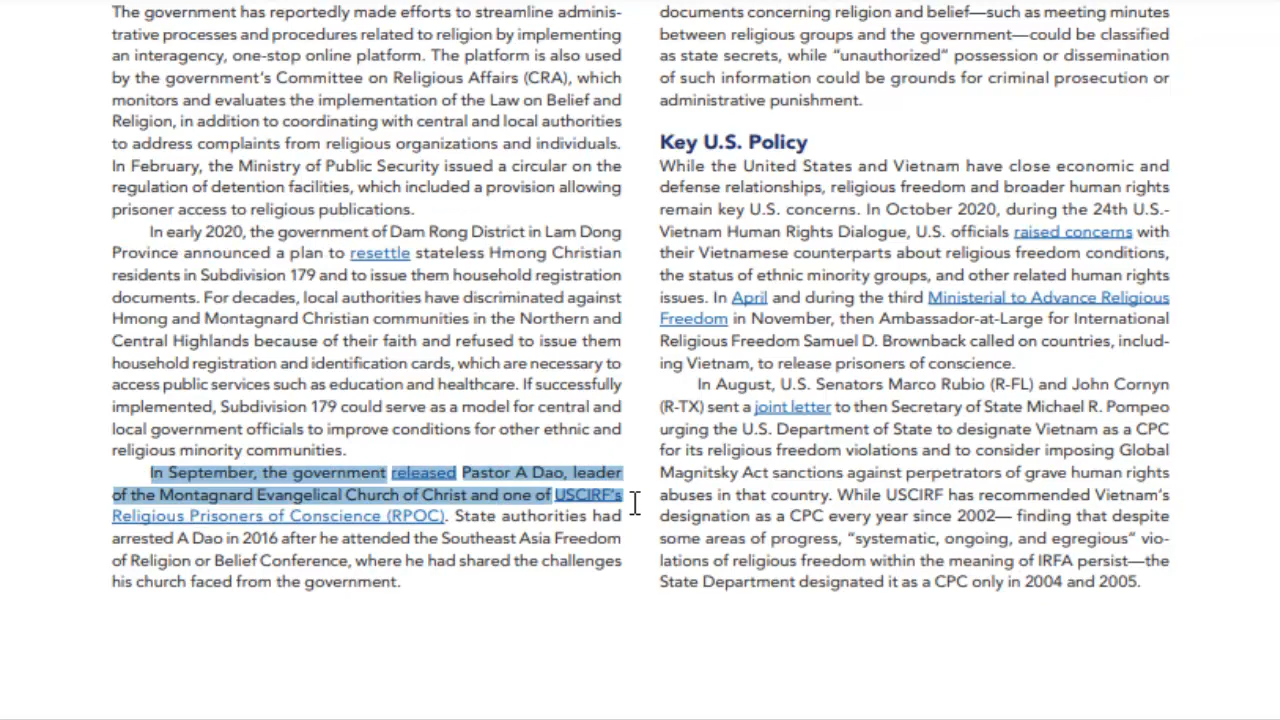 The government has reportedly made efforts to streamline adminis-
trative processes and procedures related to religion by implementing
an interagency, one-stop online platform. The platform is also used
by the government's Committee on Religious Affairs (CRA), which
monitors and evaluates the implementation of the Law on Belief and
Religion, in addition to coordinating with central and local authorities
to address complaints from religious organizations and individuals.
In February, the Ministry of Public Security issued a circular on the
regulation of detention facilities, which included a provision allowing
prisoner access to religious publications.
In early 2020, the government of Dam Rong District in Lam Dong
Province announced a plan to resettle stateless Hmong Christian
residents in Subdivision 179 and to issue them household registration
documents. For decades, local authorities have discriminated against
Hmong and Montagnard Christian communities in the Northern and
Central Highlands because of their faith and refused to issue them
household registration and identification cards, which are necessary to
access public services such as education and healthcare. If successfully
implemented, Subdivision 179 could serve as a model for central and
local government officials to improve conditions for other ethnic and
religious minority communities.
In September, the government released Pastor A Dao, leader
of the Montagnard Evangelical Church of Christ and one of USCIRF's
Religious Prisoners of Conscience (RPOC). State authorities had
arrested A Dao in 2016 after he attended the Southeast Asia Freedom
of Religion or Belief Conference, where he had shared the challenges
his church faced from the government.
documents concerning religion and belief—such as meeting minutes
between religious groups and the government—could be classified
as state secrets, while "unauthorized" possession or dissemination
of such information could be grounds for criminal prosecution or
administrative punishment.
Key U.S. Policy
While the United States and Vietnam have close economic and
defense relationships, religious freedom and broader human rights
remain key U.S. concerns. In October 2020, during the 24th U.S.-
Vietnam Human Rights Dialogue, U.S. officials raised concerns with
their Vietnamese counterparts about religious freedom conditions,
the status of ethnic minority groups, and other related human rights
issues. In April and during the third Ministerial to Advance Religious
Freedom in November, then Ambassador-at-Large for International
Religious Freedom Samuel D. Brownback called on countries, includ-
ing Vietnam, to release prisoners of conscience.
In August, U.S. Senators Marco Rubio (R-FL) and John Cornyn
(R-TX) sent a joint letter to then Secretary of State Michael R. Pompeo
urging the U.S. Department of State to designate Vietnam as a CPC
for its religious freedom violations and to consider imposing Global
Magnitsky Act sanctions against perpetrators of grave human rights
abuses in that country. While USCIRF has recommended Vietnam's
designation as a CPC every year since 2002— finding that despite
some areas of progress, "systematic, ongoing, and egregious" vio-
lations of religious freedom within the meaning of IRFA persist—the
State Department designated it as a CPC only in 2004 and 2005.